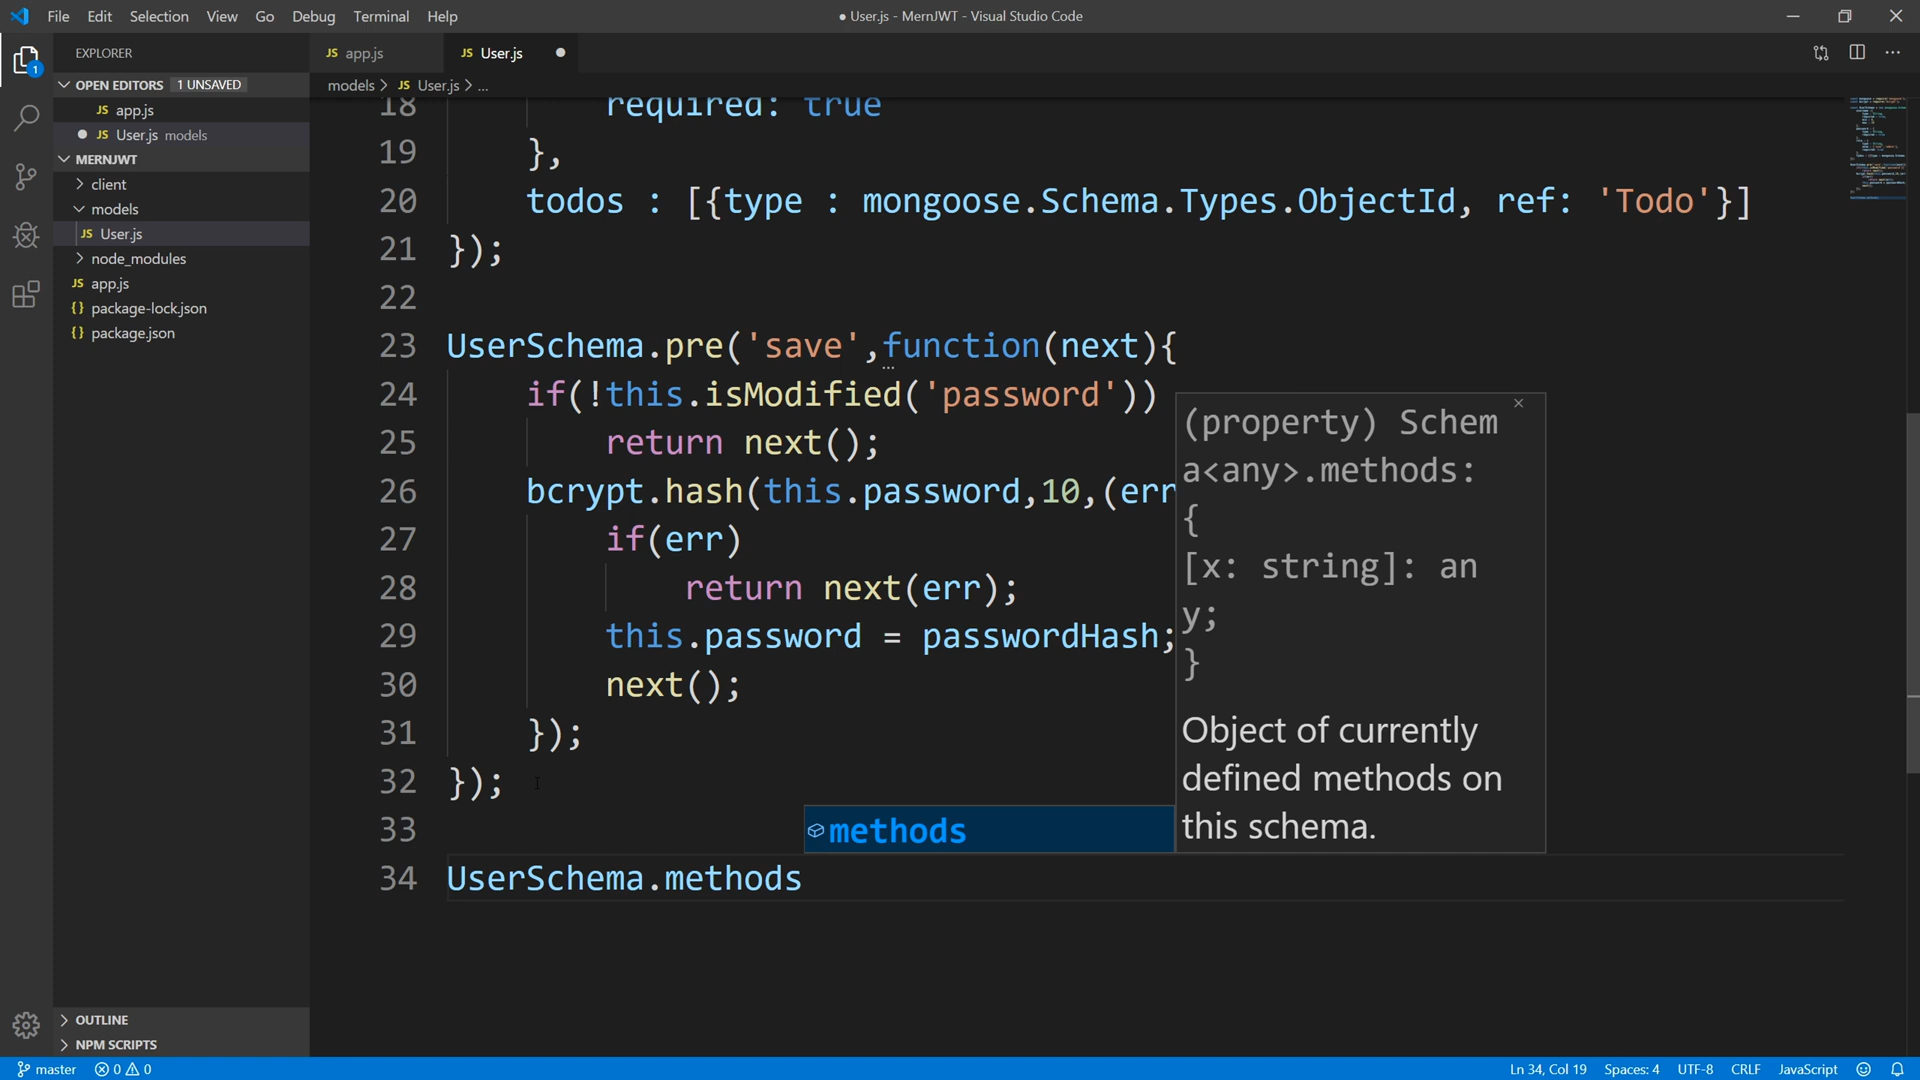 File Edit Selection View Go Debug Terminal Help
● User.js - MernJWT - Visual Studio Code
EXPLORER
JS app.js
JS User.js
OPEN EDITORS 1 UNSAVED
models > JS User.js > ...
JS app.js
JS User.js models
MERNJWT
client
models
JS User.js
node_modules
JS app.js
{} package-lock.json
{} package.json
1
18 required: true
19 },
20 todos : [{type : mongoose.Schema.Types.ObjectId, ref: 'Todo'}]
21 });
22
23 UserSchema.pre('save',function(next){
24 if(!this.isModified('password'))
25 return next();
26 bcrypt.hash(this.password,10,(err
27 if(err)
28 return next(err);
29 this.password = passwordHash;
30 next();
31 });
32 });
33
34 UserSchema.methods
(property) Schem
a<any>.methods:
{
[x: string]: an
y;
}
Object of currently
defined methods on
this schema.
methods
OUTLINE
NPM SCRIPTS
master 0 0
Ln 34, Col 19 Spaces: 4 UTF-8 CRLF JavaScript